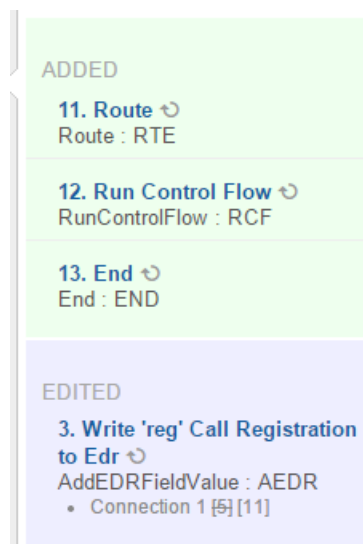 ADDED
11. Route
Route : RTE
12. Run Control Flow
RunControlFlow : RCF
13. End
End : END
EDITED
3. Write 'reg' Call Registration
to Edr
AddEDRFieldValue : AEDR
• Connection 1 [5] [11]